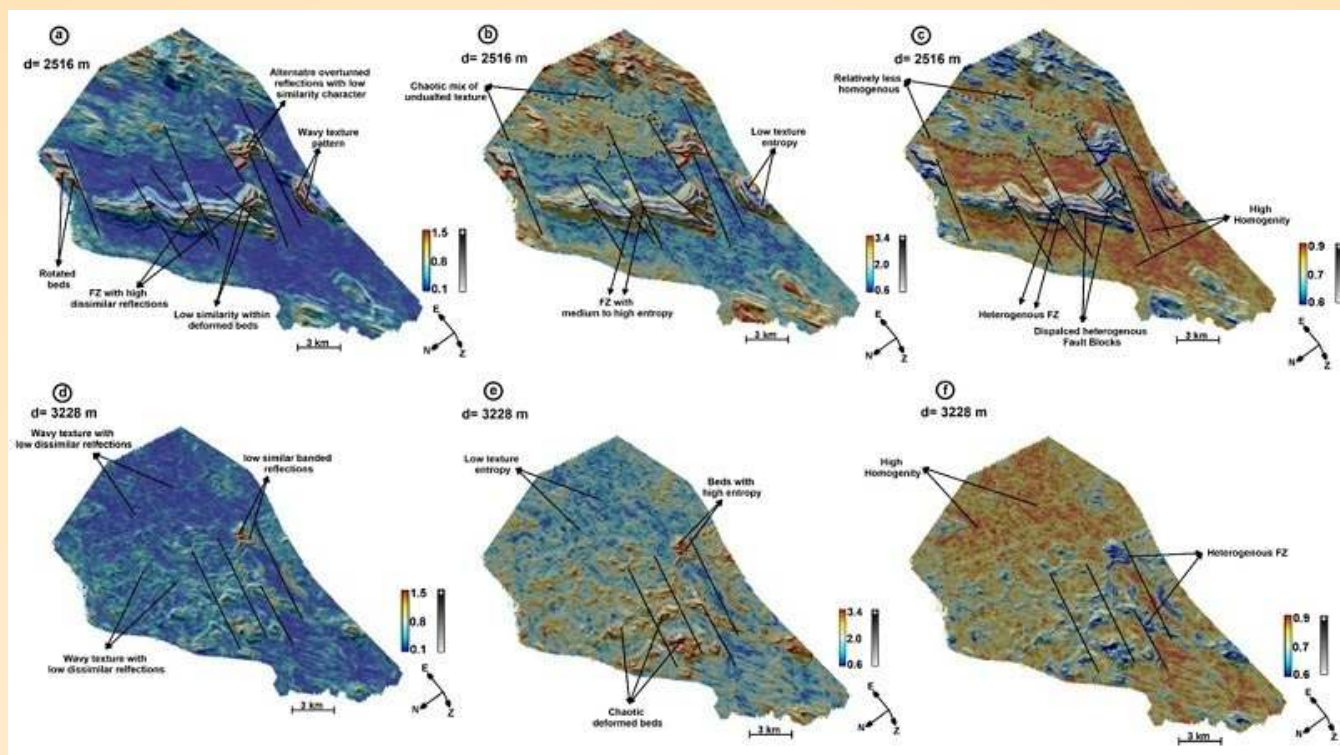 a
d= 2516 m
Alternatre overturned
reflections with low
similarity character
Wavy texture
pattern
Rotated
beds
FZ with high
dissimilar reflections
Low similarity within
deformed beds
1.5
0.8
0.1
E
N
Z
3 km
b
d= 2516 m
Chaotic mix of
undualted texture
Low texture
entropy
FZ with
medium to high entropy
3.4
2.0
0.6
E
N
Z
3 km
c
d= 2516 m
Relatively less
homogenous
High
Homogenity
Heterogenous FZ
Dispalced heterogenous
Fault Blocks
0.9
0.8
0.6
E
N
Z
3 km
d
d= 3228 m
Wavy texture with
low dissimilar relfections
low similar banded
reflections
Wavy texture with
low dissimilar relfections
1.5
0.8
0.1
E
N
Z
3 km
e
d= 3228 m
Low texture
entropy
Beds with
high entropy
Chaotic
deformed beds
3.4
2.0
0.6
E
N
Z
3 km
f
d= 3228 m
High
Homogenity
Heterogenous FZ
0.9
0.8
0.6
E
N
Z
3 km